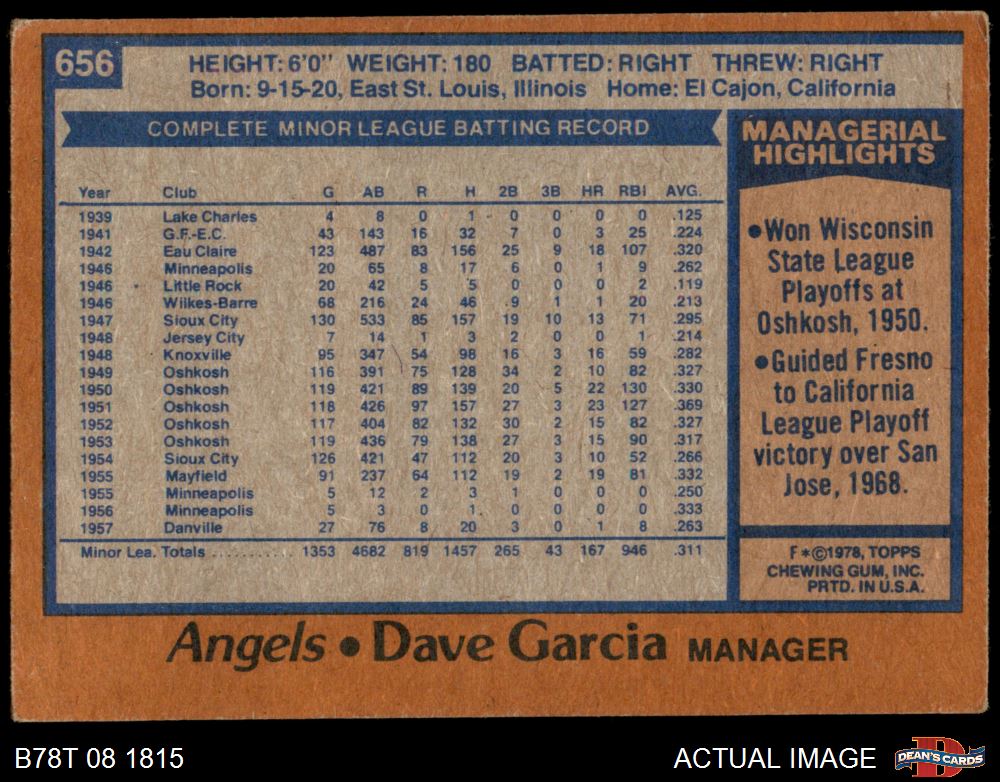 656
HEIGHT: 6'0" WEIGHT: 180 BATTED: RIGHT THREW: RIGHT
Born: 9-15-20, East St. Louis, Illinois Home: El Cajon, California
COMPLETE MINOR LEAGUE BATTING RECORD
Year Club G AB R H 2B 3B HR RBI AVG.
1939 Lake Charles 4 8 0 1 0 0 0 0 .125
1941 G.F.-E.C. 43 143 16 32 7 0 3 25 .224
1942 Eau Claire 123 487 83 156 25 9 18 107 .320
1946 Minneapolis 20 65 8 17 6 0 1 9 .262
1946 Little Rock 20 42 5 5 0 0 0 2 .119
1946 Wilkes-Barre 68 216 24 46 9 1 1 20 .213
1947 Sioux City 130 533 85 157 19 10 13 71 .295
1948 Jersey City 7 14 1 3 2 0 0 1 .214
1948 Knoxville 95 347 54 98 16 3 16 59 .282
1949 Oshkosh 116 391 75 128 34 2 10 82 .327
1950 Oshkosh 119 421 89 139 20 5 22 130 .330
1951 Oshkosh 118 426 97 157 27 3 23 127 .369
1952 Oshkosh 117 404 82 132 30 2 15 82 .327
1953 Oshkosh 119 436 79 138 27 3 15 90 .317
1954 Sioux City 126 421 47 112 20 3 10 52 .266
1955 Mayfield 91 237 64 112 19 2 19 81 .332
1955 Minneapolis 5 12 2 3 1 0 0 0 .250
1956 Minneapolis 5 3 0 1 0 0 0 0 .333
1957 Danville 27 76 8 20 3 0 1 8 .263
Minor Lea. Totals .......... 1353 4682 819 1457 265 43 167 946 .311
MANAGERIAL
HIGHLIGHTS
●Won Wisconsin
State League
Playoffs at
Oshkosh, 1950.
●Guided Fresno
to California
League Playoff
victory over San
Jose, 1968.
F*©1978, TOPPS
CHEWING GUM, INC.
PRTD. IN U.S.A.
Angels ● Dave Garcia MANAGER
B78T 08 1815
ACTUAL IMAGE
D
DEAN'S CARDS